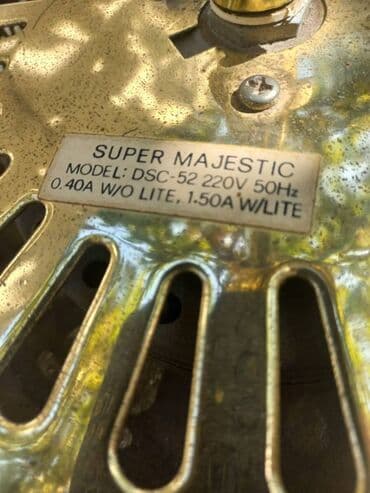 SUPER MAJESTIC
MODEL: DSC-52 220V 50Hz
0.40A W/O LITE, 1.50A W/LITE